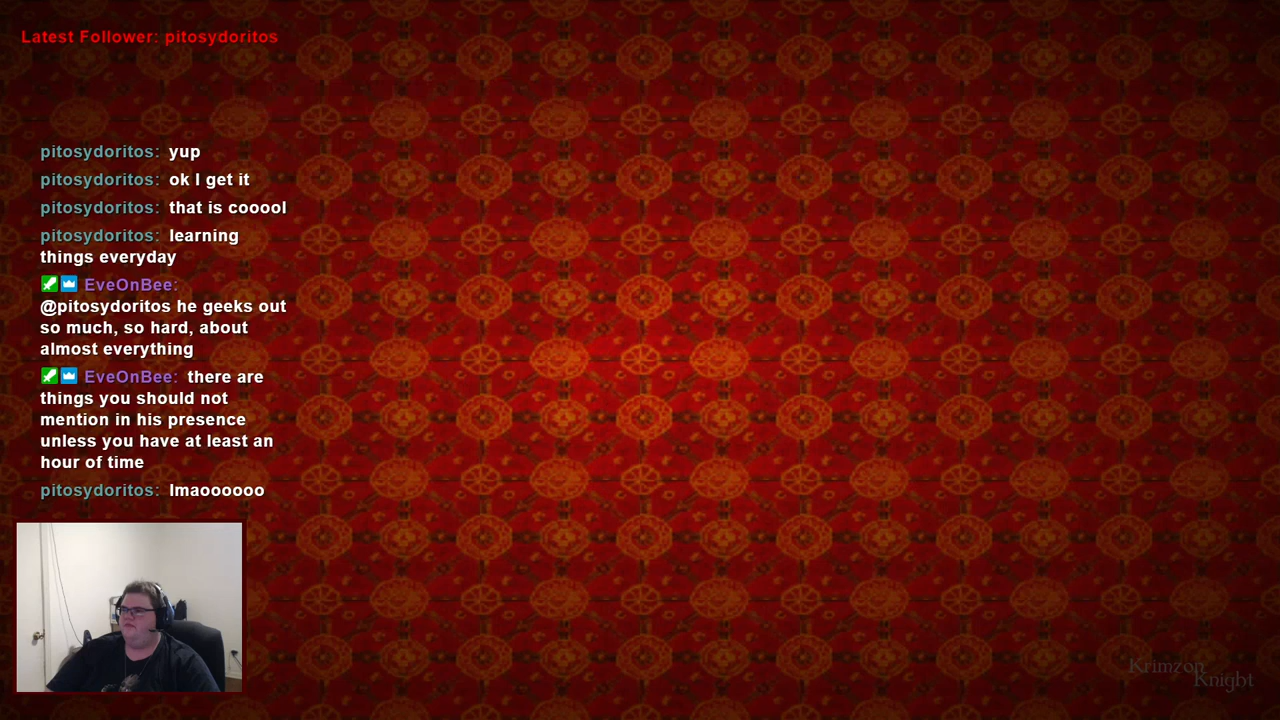 Latest Follower: pitosydoritos
pitosydoritos: yup
pitosydoritos: ok I get it
pitosydoritos: that is cooool
pitosydoritos: learning
things everyday
EveOnBee:
@pitosydoritos he geeks out
so much, so hard, about
almost everything
EveOnBee: there are
things you should not
mention in his presence
unless you have at least an
hour of time
pitosydoritos: lmaoooooo
Krimzon
Knight